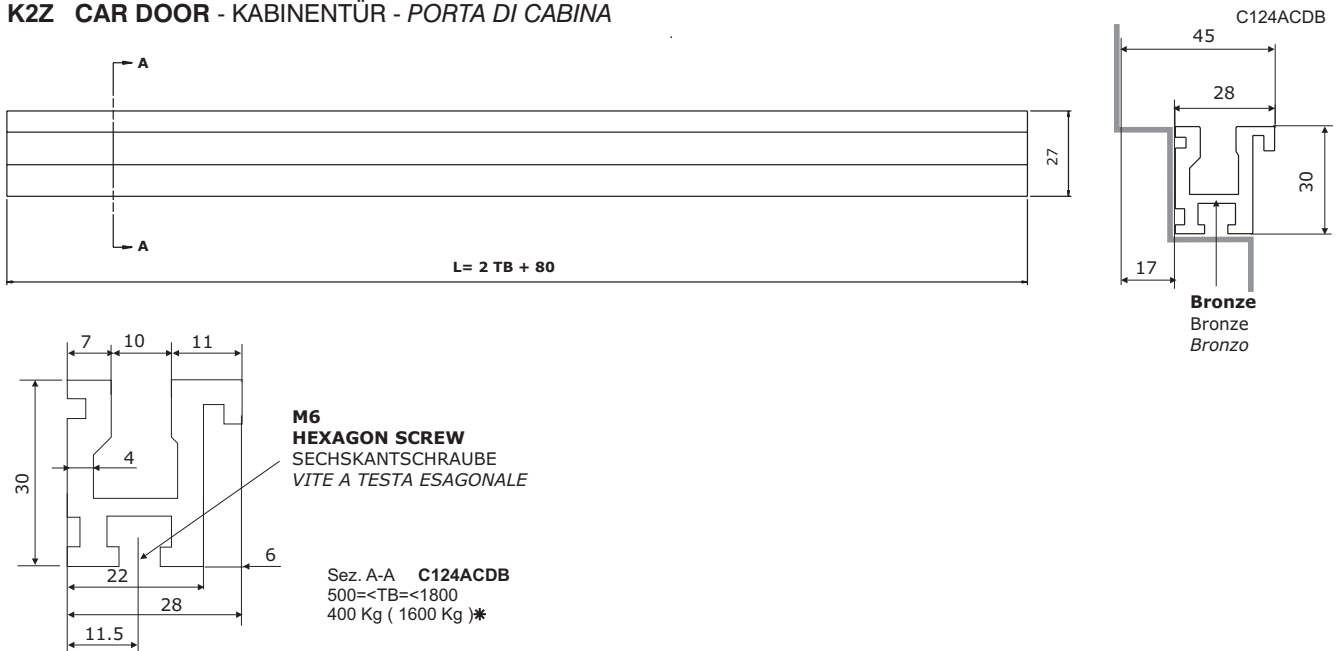 K2Z CAR DOOR - KABINENTÜR - PORTA DI CABINA
C124ACDB
45
28
30
17
Bronze
Bronze
Bronzo
A
A
27
L= 2 TB + 80
7 10 11
30
4
6
22
28
11.5
M6
HEXAGON SCREW
SECHSKANTSCHRAUBE
VITE A TESTA ESAGONALE
Sez. A-A C124ACDB
500=<TB=<1800
400 Kg ( 1600 Kg )✱